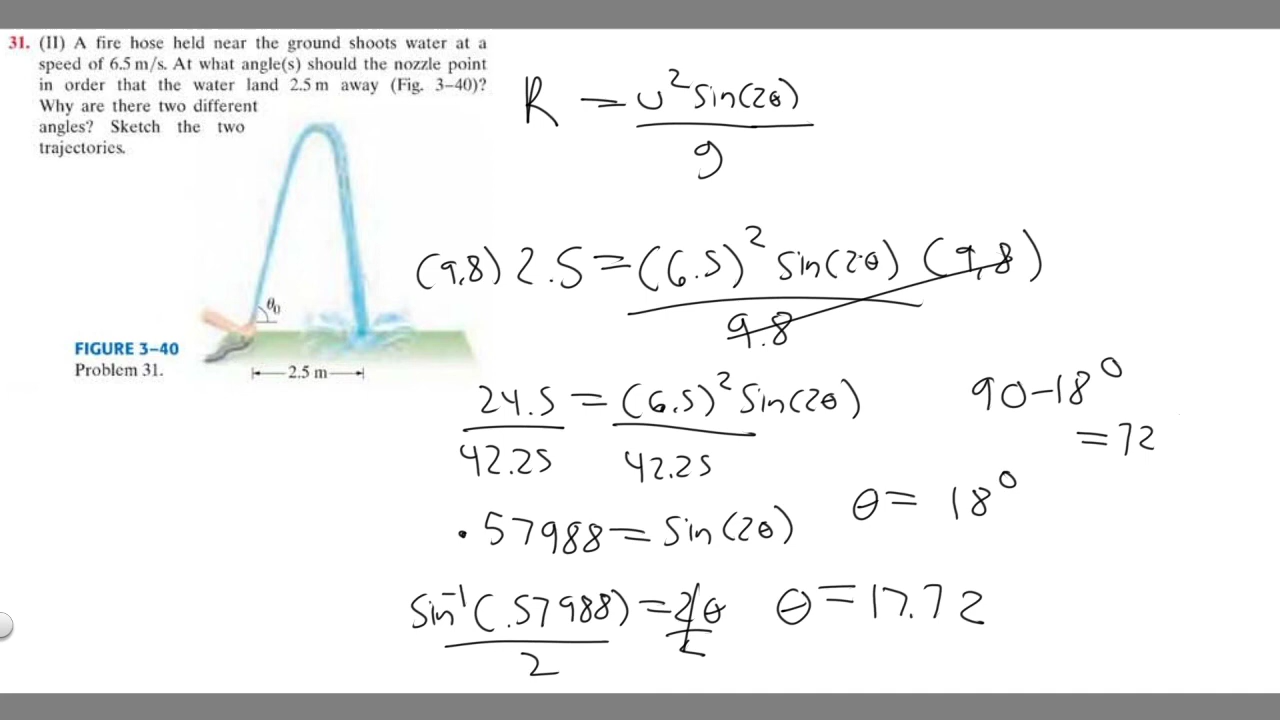 31. (II) A fire hose held near the ground shoots water at a
speed of 6.5 m/s. At what angle(s) should the nozzle point
in order that the water land 2.5 m away (Fig. 3–40)?
Why are there two different
angles? Sketch the two
trajectories.
θ₀
FIGURE 3–40
Problem 31.
2.5 m
R = υ² sin(2θ) / g
(9.8) 2.5 = (6.5)² sin(2θ) (9.8) / 9.8
24.5 / 42.25 = (6.5)² sin(2θ) / 42.25
.57988 = sin(2θ)
sin⁻¹(.57988) / 2 = 2θ / 2
θ = 17.72
θ = 18°
90-18°
= 72